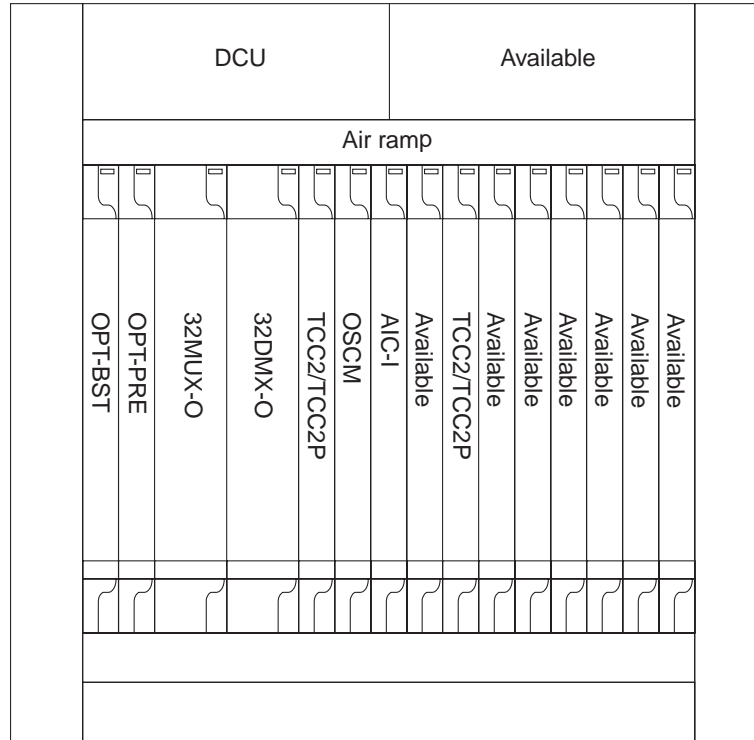 DCU
Available
Air ramp
OPT-BST
OPT-PRE
32MUX-O
32DMX-O
TCC2/TCC2P
OSCM
AIC-I
Available
TCC2/TCC2P
Available
Available
Available
Available
Available
Available